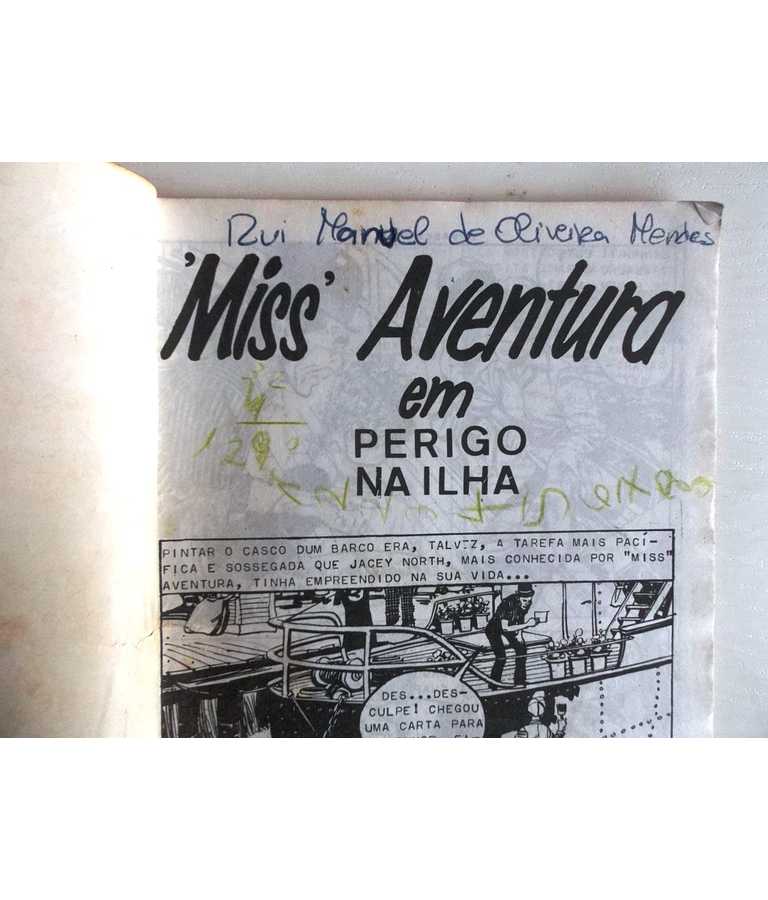 Rui Manuel de Oliveira Mendes
'Miss' Aventura
em
PERIGO
NA ILHA
PINTAR O CASCO DUM BARCO ERA, TALVEZ, A TAREFA MAIS PACÍ-
FICA E SOSSEGADA QUE JACEY NORTH, MAIS CONHECIDA POR "MISS"
AVENTURA, TINHA EMPREENDIDO NA SUA VIDA...
DES...DES-
CULPE! CHEGOU
UMA CARTA PARA